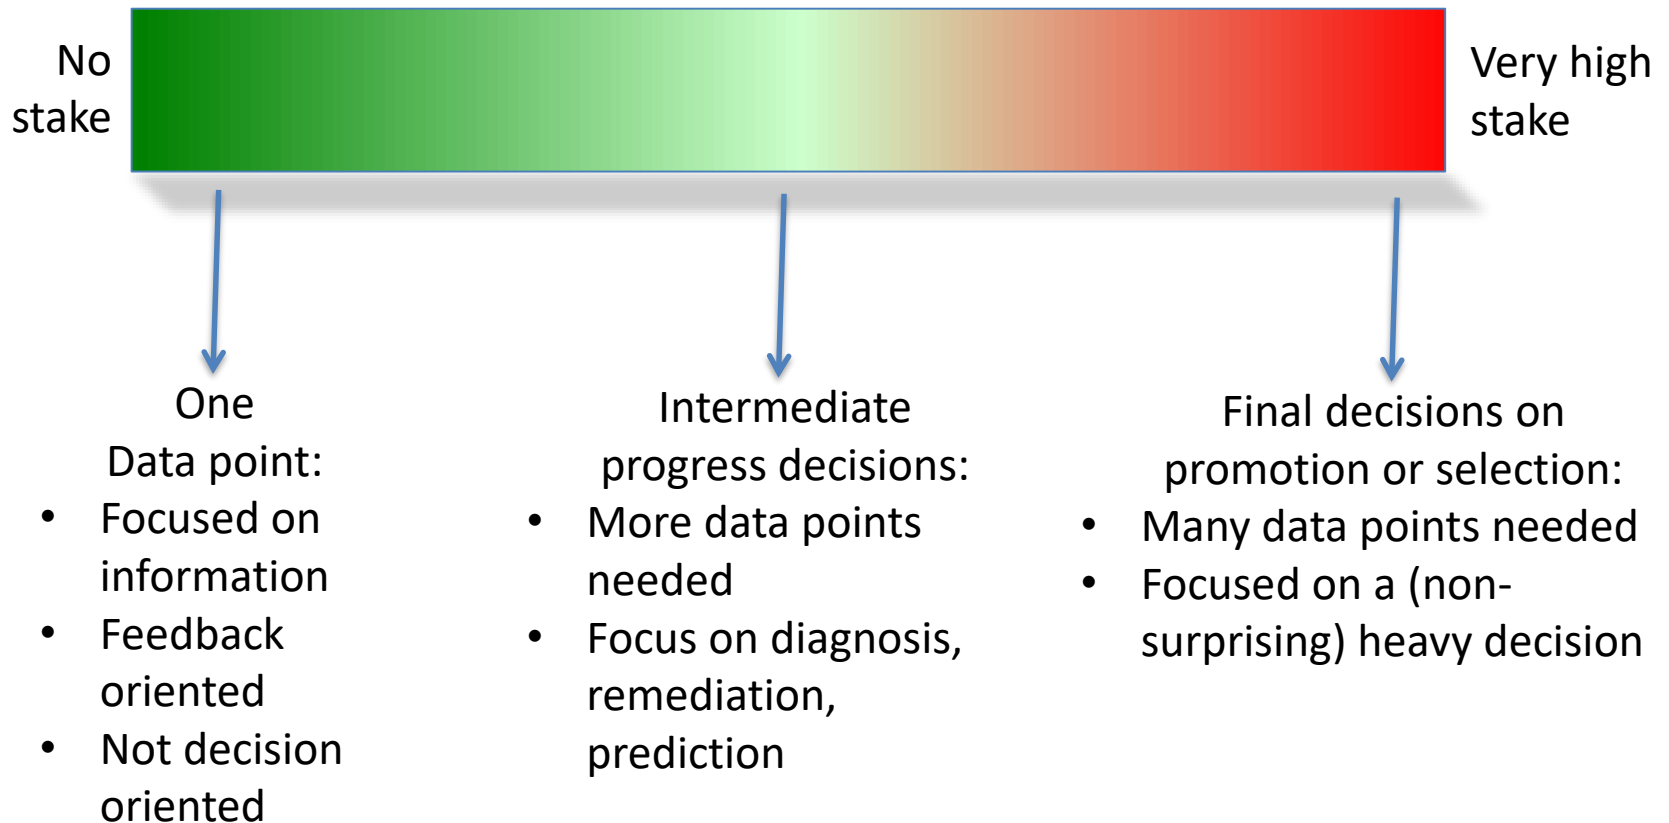 No
stake
Very high
stake
One
Data point:
• Focused on
information
• Feedback
oriented
• Not decision
oriented
Intermediate
progress decisions:
• More data points
needed
• Focus on diagnosis,
remediation,
prediction
Final decisions on
promotion or selection:
• Many data points needed
• Focused on a (non-
surprising) heavy decision